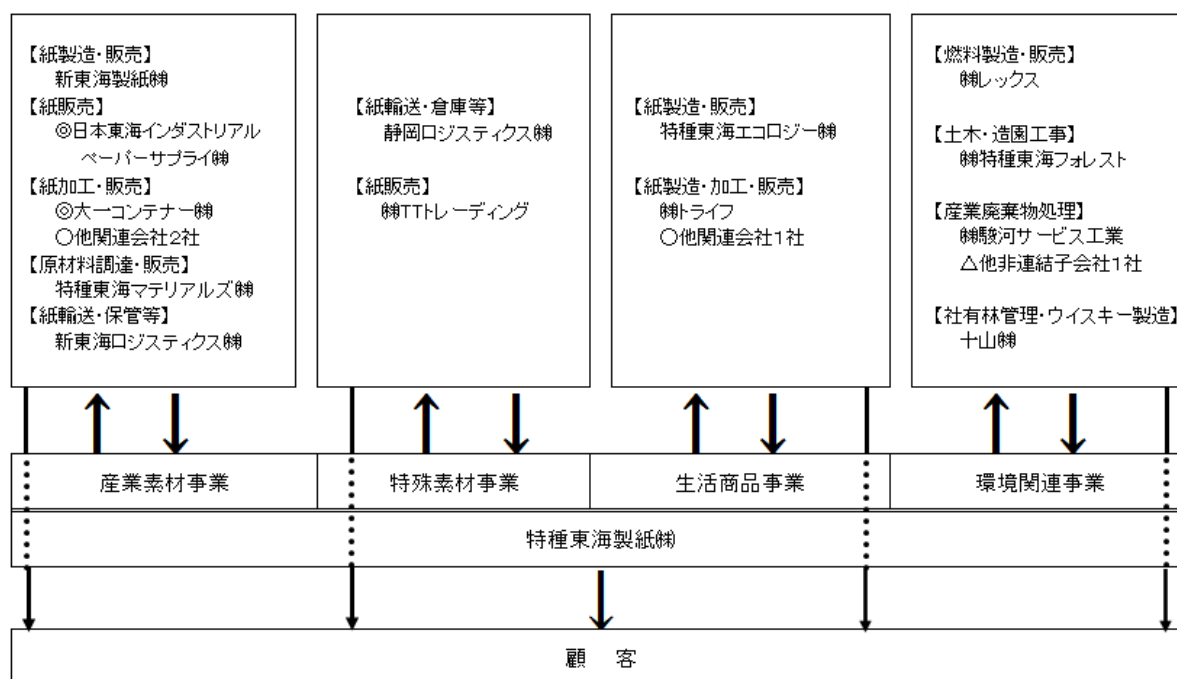 【紙製造・販売】
新東海製紙㈱
【紙販売】
◎日本東海インダストリアル
ペーパーサプライ㈱
【紙加工・販売】
◎大一コンテナー㈱
○他関連会社2社
【原材料調達・販売】
特種東海マテリアルズ㈱
【紙輸送・保管等】
新東海ロジスティクス㈱
【紙輸送・倉庫等】
静岡ロジスティクス㈱
【紙販売】
㈱TTトレーディング
【紙製造・販売】
特種東海エコロジー㈱
【紙製造・加工・販売】
㈱トライフ
○他関連会社1社
【燃料製造・販売】
㈱レックス
【土木・造園工事】
㈱特種東海フォレスト
【産業廃棄物処理】
㈱駿河サービス工業
△他非連結子会社1社
【社有林管理・ウイスキー製造】
十山㈱
産業素材事業
特殊素材事業
生活商品事業
環境関連事業
特種東海製紙㈱
顧 客